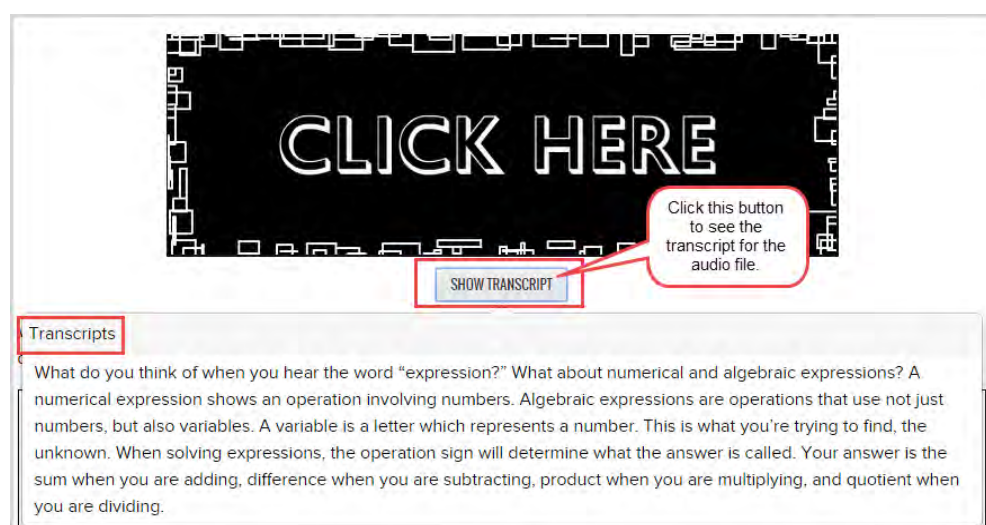 CLICK HERE
Click this button
to see the
transcript for the
audio file.
SHOW TRANSCRIPT
Transcripts
What do you think of when you hear the word “expression?” What about numerical and algebraic expressions? A
numerical expression shows an operation involving numbers. Algebraic expressions are operations that use not just
numbers, but also variables. A variable is a letter which represents a number. This is what you’re trying to find, the
unknown. When solving expressions, the operation sign will determine what the answer is called. Your answer is the
sum when you are adding, difference when you are subtracting, product when you are multiplying, and quotient when
you are dividing.